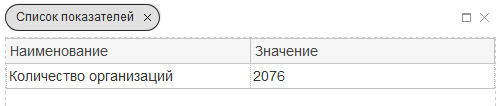 Список показателей
Наименование Значение
Количество организаций 2076